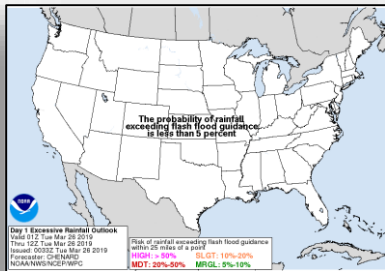 The probability of rainfall
exceeding flash flood guidance
is less than 5 percent
NOAA
Day 1 Excessive Rainfall Outlook
Valid 01Z Tue Mar 26 2019
Thru 12Z Tue Mar 26 2019
Issued: 0033Z Tue Mar 26 2019
Forecaster: CHENARD
NOAA/NWS/NCEP/WPC
Risk of rainfall exceeding flash flood guidance
within 25 miles of a point
HIGH: > 50% SLGT: 10%-20%
MDT: 20%-50% MRGL: 5%-10%